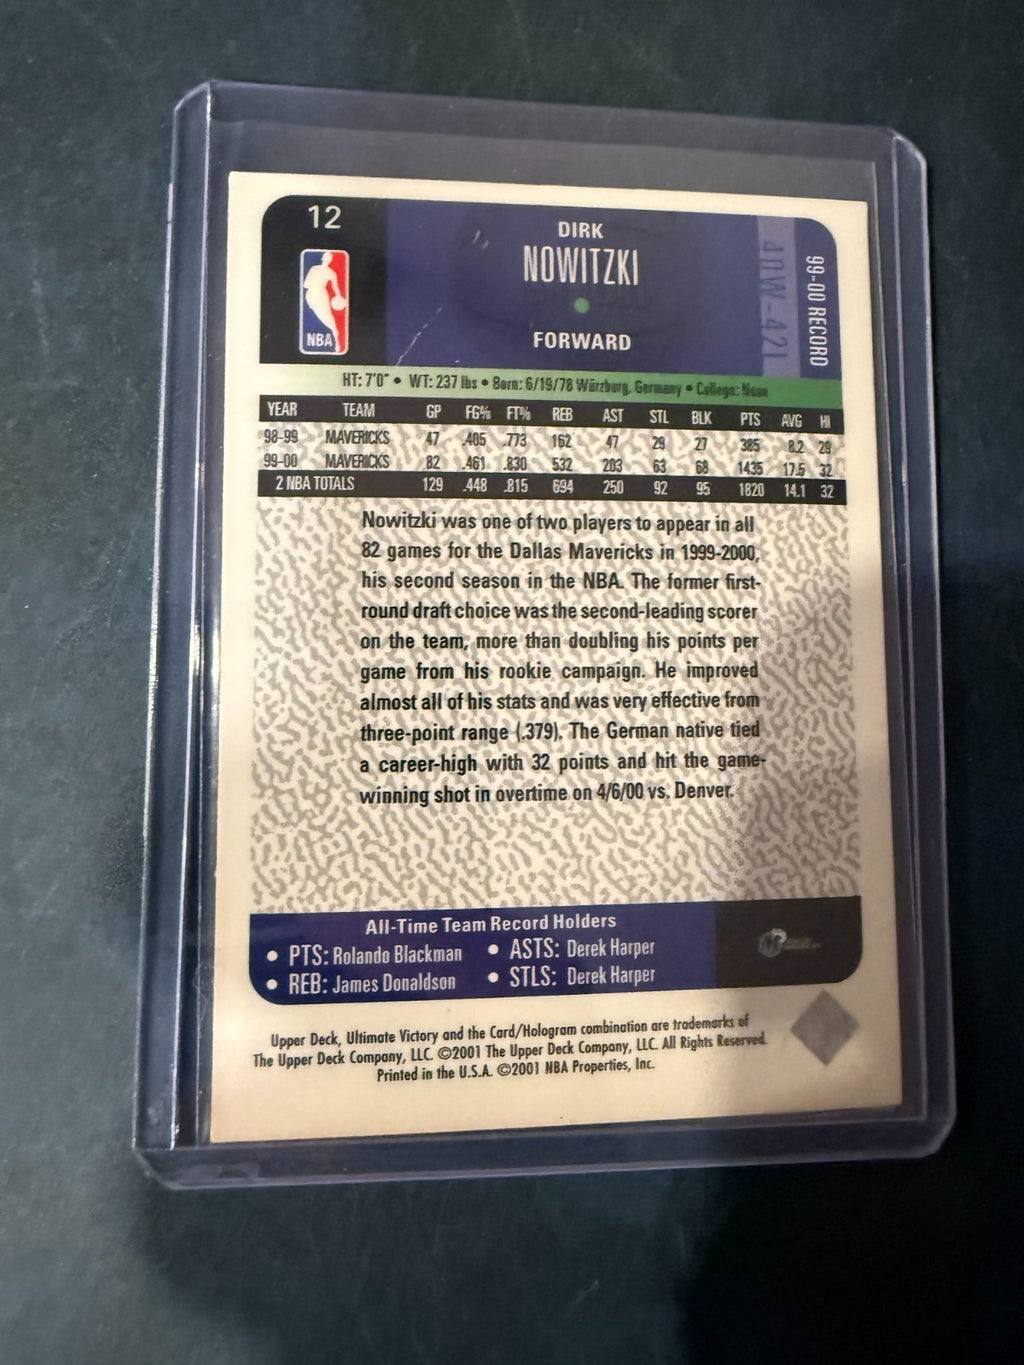 12
DIRK
NOWITZKI
FORWARD
40W-42L
99-00 RECORD
NBA
HT: 7'0" • WT: 237 lbs • Born: 6/19/78 Würzburg, Germany • College: None
YEAR TEAM GP FG% FT% REB AST STL BLK PTS AVG HI
98-99 MAVERICKS 47 .405 .773 162 47 29 27 385 8.2 29
99-00 MAVERICKS 82 .461 .830 532 203 63 68 1435 17.5 32
2 NBA TOTALS 129 .448 .815 694 250 92 95 1820 14.1 32
Nowitzki was one of two players to appear in all
82 games for the Dallas Mavericks in 1999-2000,
his second season in the NBA. The former first-
round draft choice was the second-leading scorer
on the team, more than doubling his points per
game from his rookie campaign. He improved
almost all of his stats and was very effective from
three-point range (.379). The German native tied
a career-high with 32 points and hit the game-
winning shot in overtime on 4/6/00 vs. Denver.
All-Time Team Record Holders
• PTS: Rolando Blackman • ASTS: Derek Harper
• REB: James Donaldson • STLS: Derek Harper
Upper Deck, Ultimate Victory and the Card/Hologram combination are trademarks of
The Upper Deck Company, LLC. ©2001 The Upper Deck Company, LLC. All Rights Reserved.
Printed in the U.S.A. ©2001 NBA Properties, Inc.